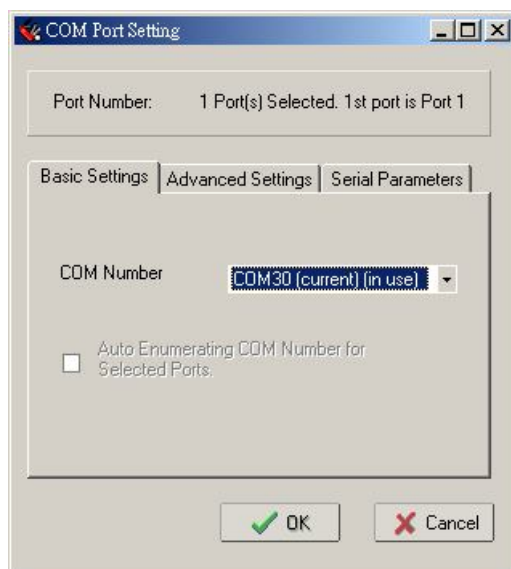 COM Port Setting
Port Number: 1 Port(s) Selected. 1st port is Port 1
Basic Settings Advanced Settings Serial Parameters
COM Number COM30 (current) (in use)
Auto Enumerating COM Number for
Selected Ports.
OK Cancel